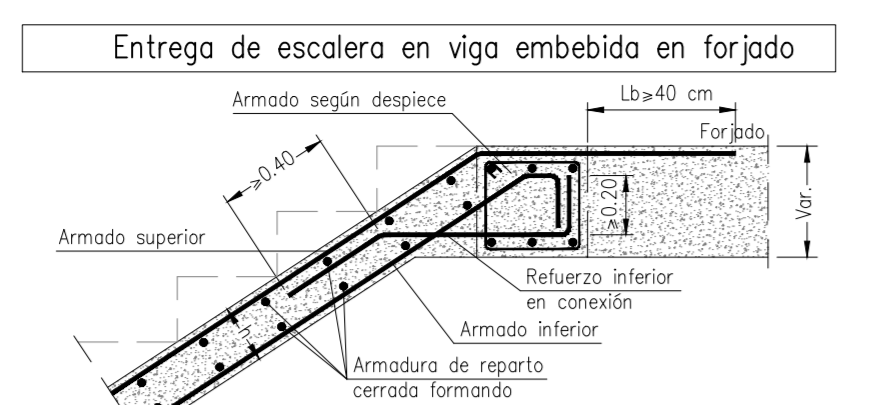 Entrega de escalera en viga embebida en forjado
Armado según despiece
Lb≥40 cm
Forjado
≥0.40
≥0.20
Var.
Armado superior
Refuerzo inferior
en conexión
h
Armado inferior
Armadura de reparto
cerrada formando